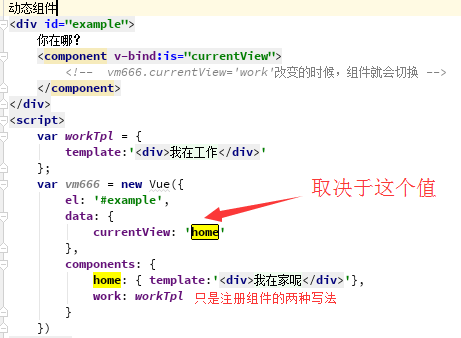 动态组件
<div id="example">
你在哪？
<component v-bind:is="currentView">
<!--  vm666.currentView='work'改变的时候，组件就会切换 -->
</component>
</div>
<script>
var workTpl = {
template:'<div>我在工作</div>'
};
var vm666 = new Vue({
el: '#example',
取决于这个值
data: {
currentView: 'home'
},
components: {
home: { template:'<div>我在家呢</div>'},
work: workTpl 只是注册组件的两种写法
}
})